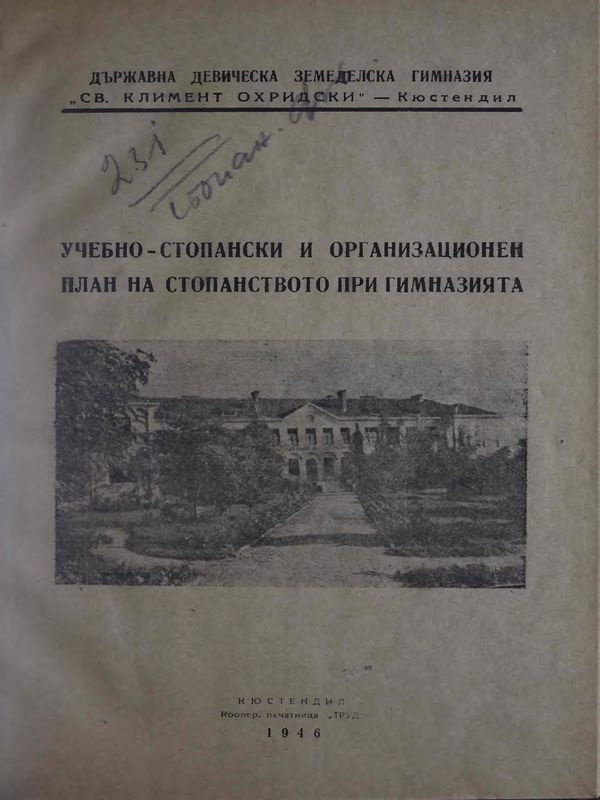 ДЪРЖАВНА ДЕВИЧЕСКА ЗЕМЕДЕЛСКА ГИМНАЗИЯ
„СВ. КЛИМЕНТ ОХРИДСКИ“ — Кюстендил
231
УЧЕБНО-СТОПАНСКИ И ОРГАНИЗАЦИОНЕН
ПЛАН НА СТОПАНСТВОТО ПРИ ГИМНАЗИЯТА
КЮСТЕНДИЛ
Коопер. печатница „ТРУД“
1946